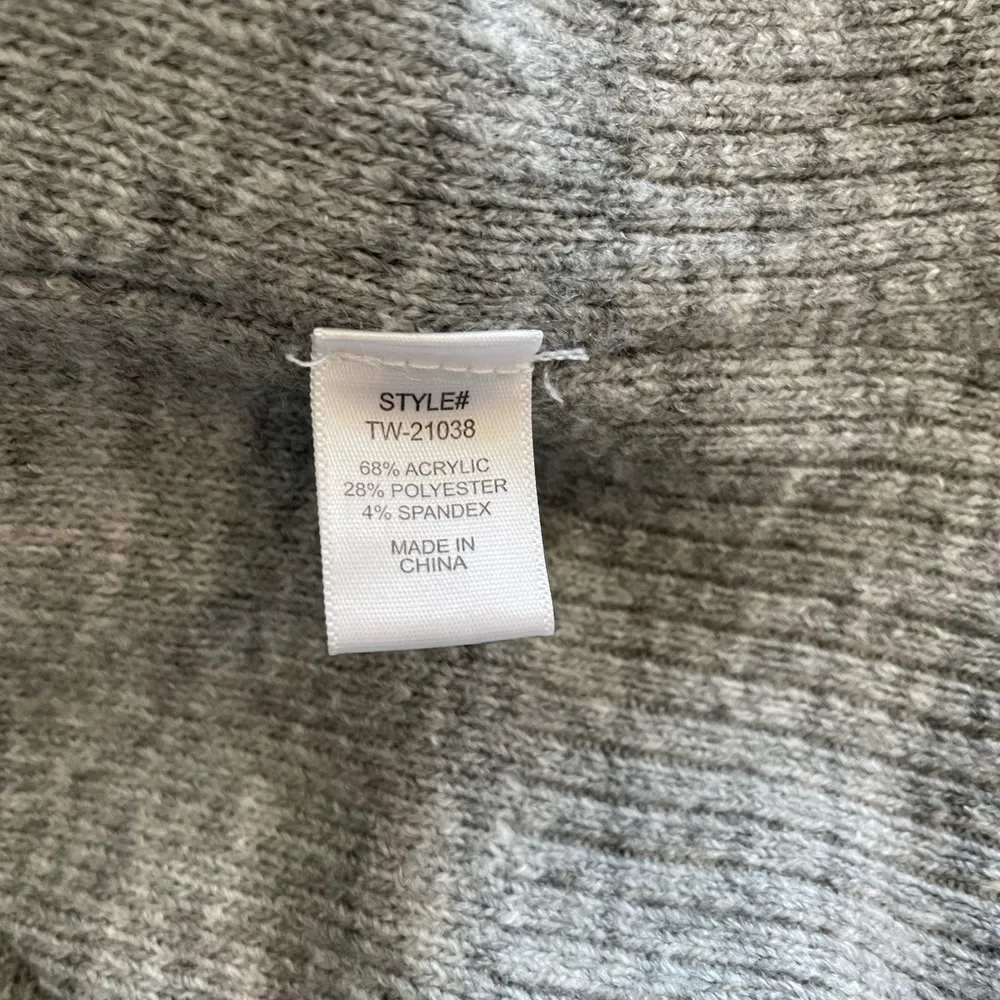 STYLE#
TW-21038
68% ACRYLIC
28% POLYESTER
4% SPANDEX
MADE IN
CHINA